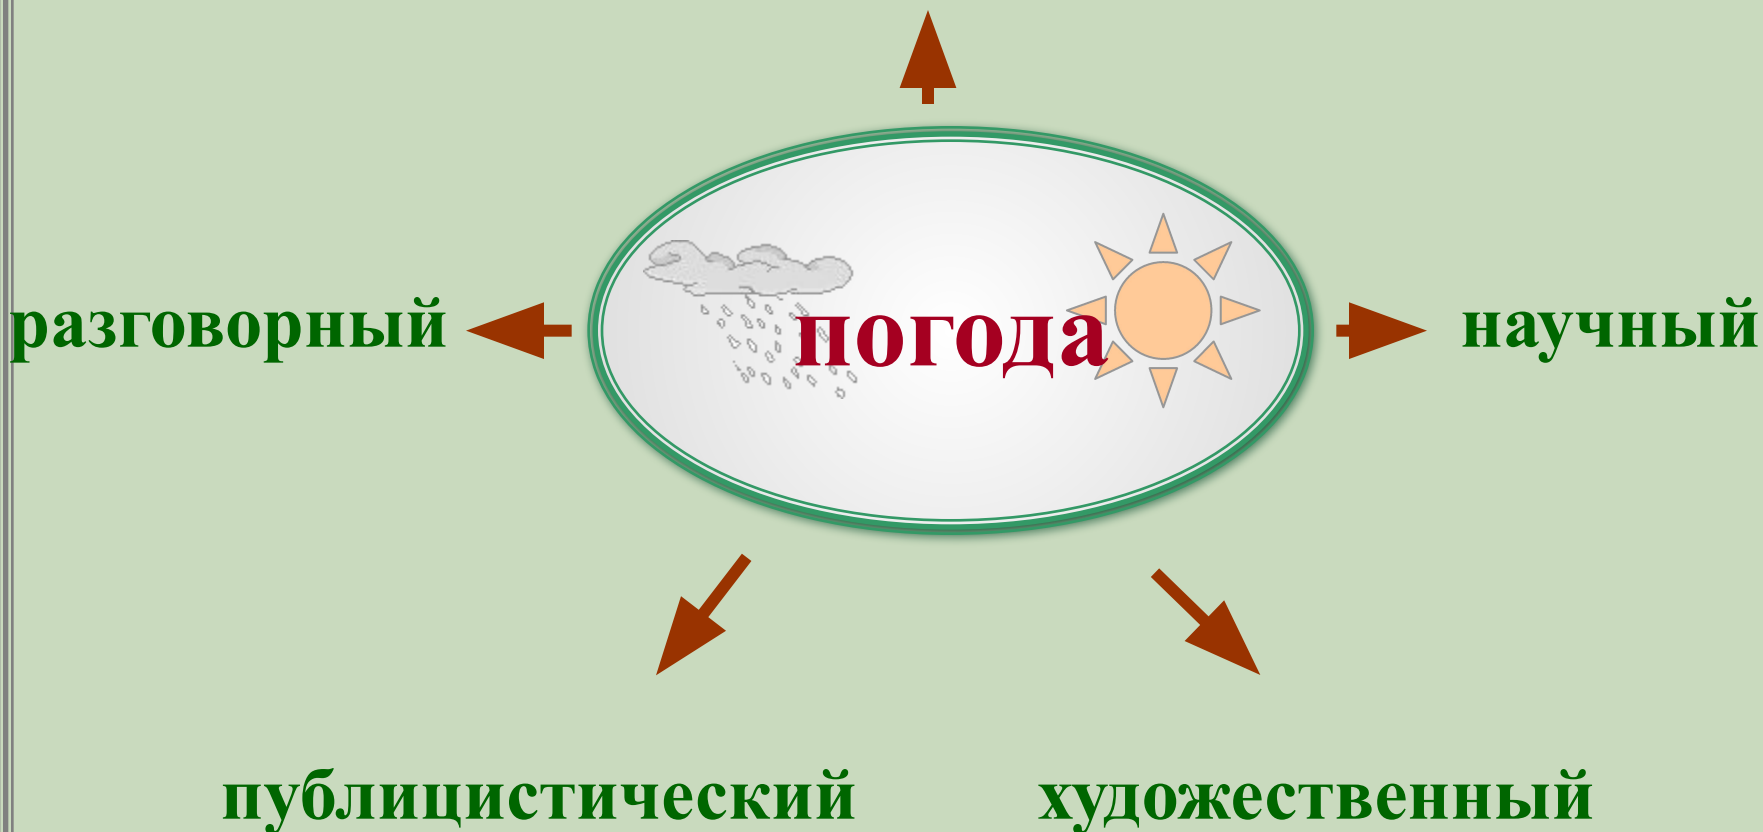 разговорный
погода
научный
публицистический
художественный